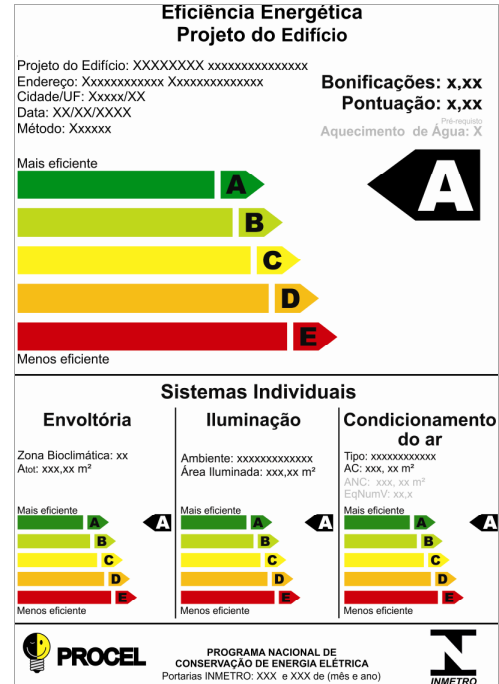 Eficiência Energética
Projeto do Edifício
Projeto do Edifício: XXXXXXXX xxxxxxxxxxxxxxx
Endereço: Xxxxxxxxxxx Xxxxxxxxxxxxxx
Cidade/UF: Xxxxx/XX
Data: XX/XX/XXXX
Método: Xxxxxx
Bonificações: x,xx
Pontuação: x,xx
Pré-requisto
Aquecimento de Água: X
Mais eficiente
A
A
B
C
D
E
Menos eficiente
Sistemas Individuais
Envoltória
Zona Bioclimática: xx
Atot: xxx,xx m²
Mais eficiente
A
A
B
C
D
E
Menos eficiente
Iluminação
Ambiente: xxxxxxxxxxxxx
Área Iluminada: xxx,xx m²
Mais eficiente
A
A
B
C
D
E
Menos eficiente
Condicionamento
do ar
Tipo: xxxxxxxxxxxx
AC: xxx, xx m²
ANC: xxx, xx m²
EqNumV: xx,x
Mais eficiente
A
A
B
C
D
E
Menos eficiente
PROCEL
PROGRAMA NACIONAL DE
CONSERVAÇÃO DE ENERGIA ELÉTRICA
Portarias INMETRO: XXX e XXX de (mês e ano)
INMETRO